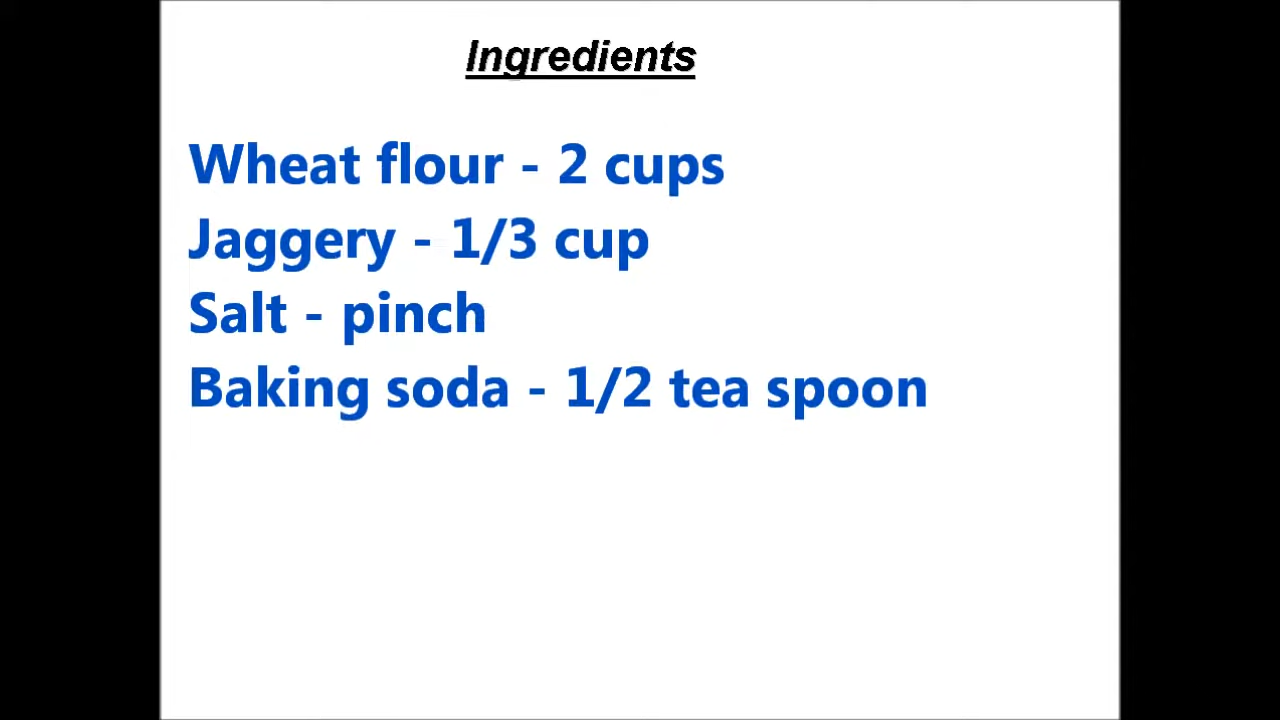 Ingredients
Wheat flour - 2 cups
Jaggery - 1/3 cup
Salt - pinch
Baking soda - 1/2 tea spoon